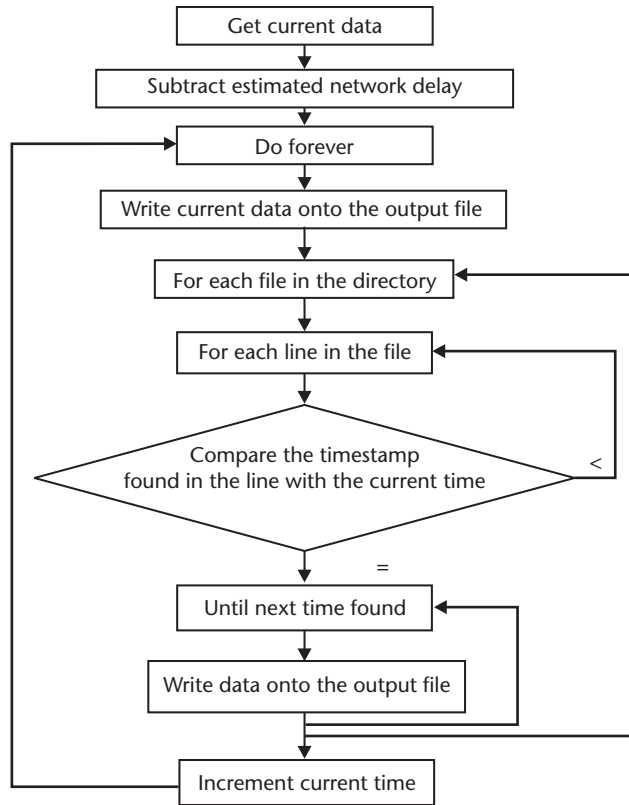 Get current data
Subtract estimated network delay
Do forever
Write current data onto the output file
For each file in the directory
For each line in the file
Compare the timestamp
found in the line with the current time
<
=
Until next time found
Write data onto the output file
Increment current time